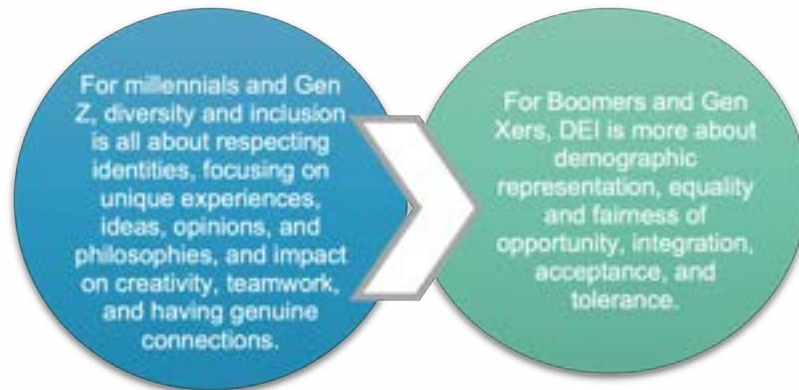 For millennials and Gen
Z, diversity and inclusion
is all about respecting
identities, focusing on
unique experiences,
ideas, opinions, and
philosophies, and impact
on creativity, teamwork,
and having genuine
connections.
For Boomers and Gen
Xers, DEI is more about
demographic
representation, equality
and fairness of
opportunity, integration,
acceptance, and
tolerance.